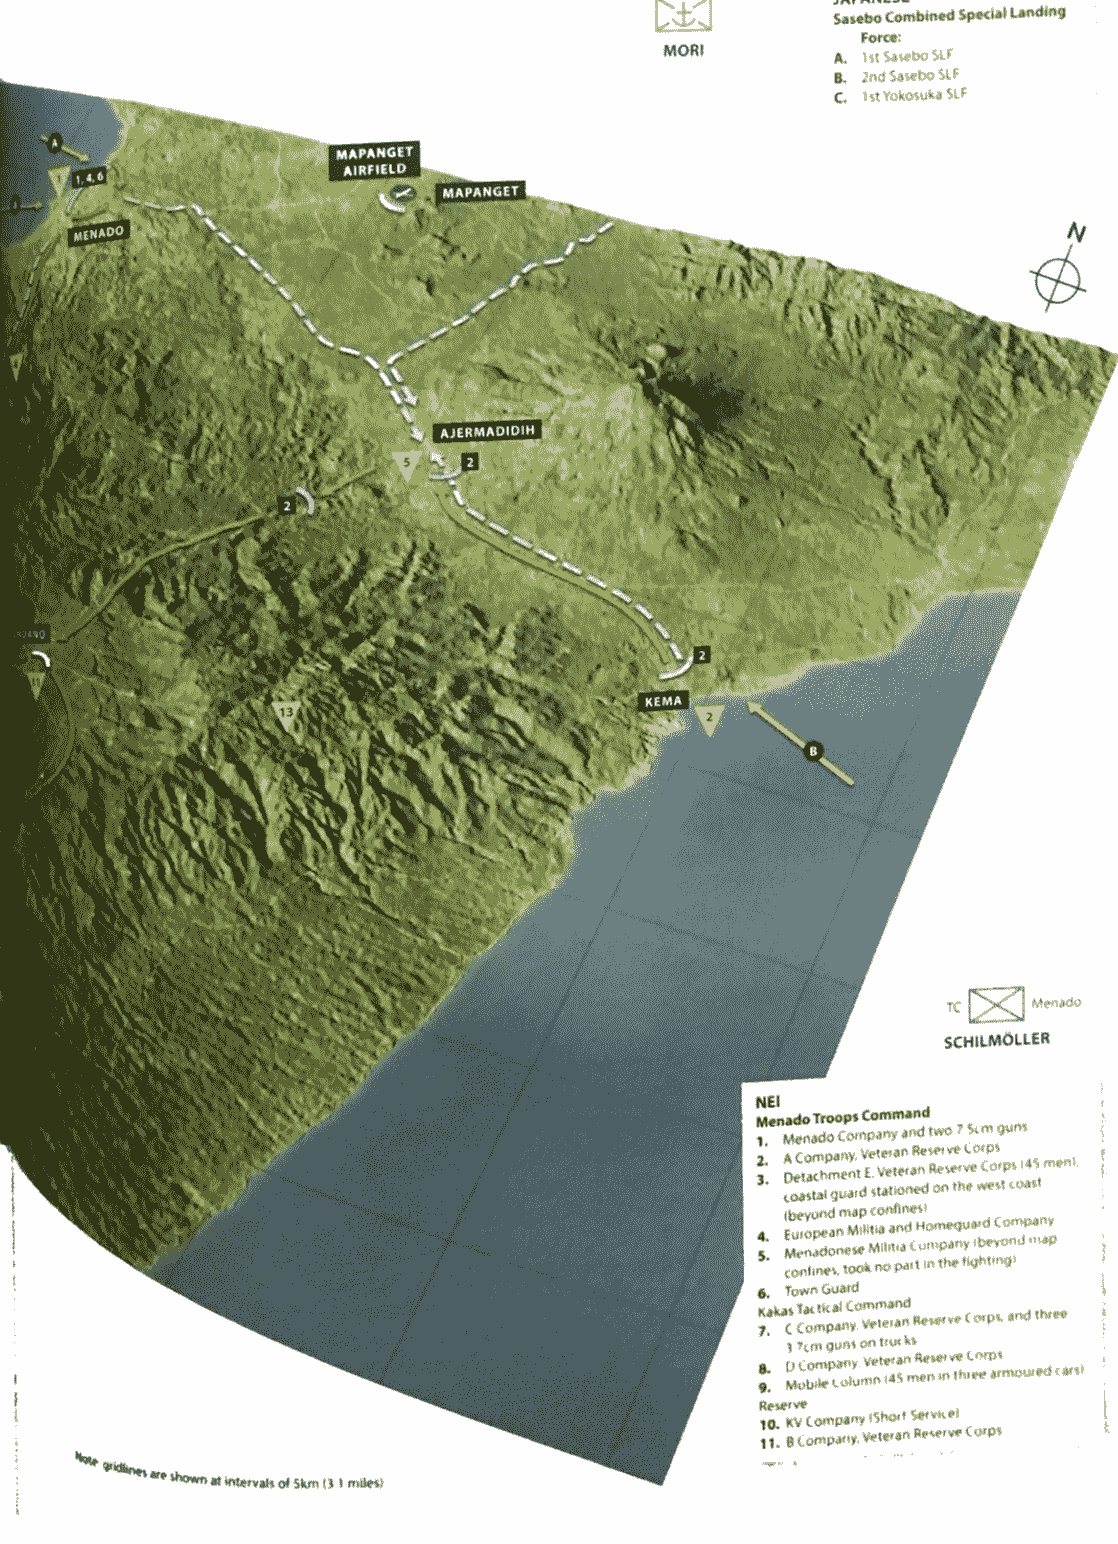 MORI
JAPANESE
Sasebo Combined Special Landing
Force:
A. 1st Sasebo SLF
B. 2nd Sasebo SLF
C. 1st Yokosuka SLF
A
1
1, 4, 6
MENADO
MAPANGET
AIRFIELD
MAPANGET
N
AJERMADIDIH
5
2
2
11
13
2
KEMA
2
B
TC
Menado
SCHILMÖLLER
NEI
Menado Troops Command
1. Menado Company and two 7.5cm guns
2. A Company, Veteran Reserve Corps
3. Detachment E, Veteran Reserve Corps (45 men),
coastal guard stationed on the west coast
(beyond map confines)
4. European Militia and Homeguard Company
5. Menadonese Militia Company (beyond map
confines, took no part in the fighting)
6. Town Guard
Kakas Tactical Command
7. C Company, Veteran Reserve Corps, and three
3.7cm guns on trucks
8. D Company, Veteran Reserve Corps
9. Mobile Column (45 men in three armoured cars)
Reserve
10. KV Company (Short Service)
11. B Company, Veteran Reserve Corps
Note gridlines are shown at intervals of 5km (3.1 miles)